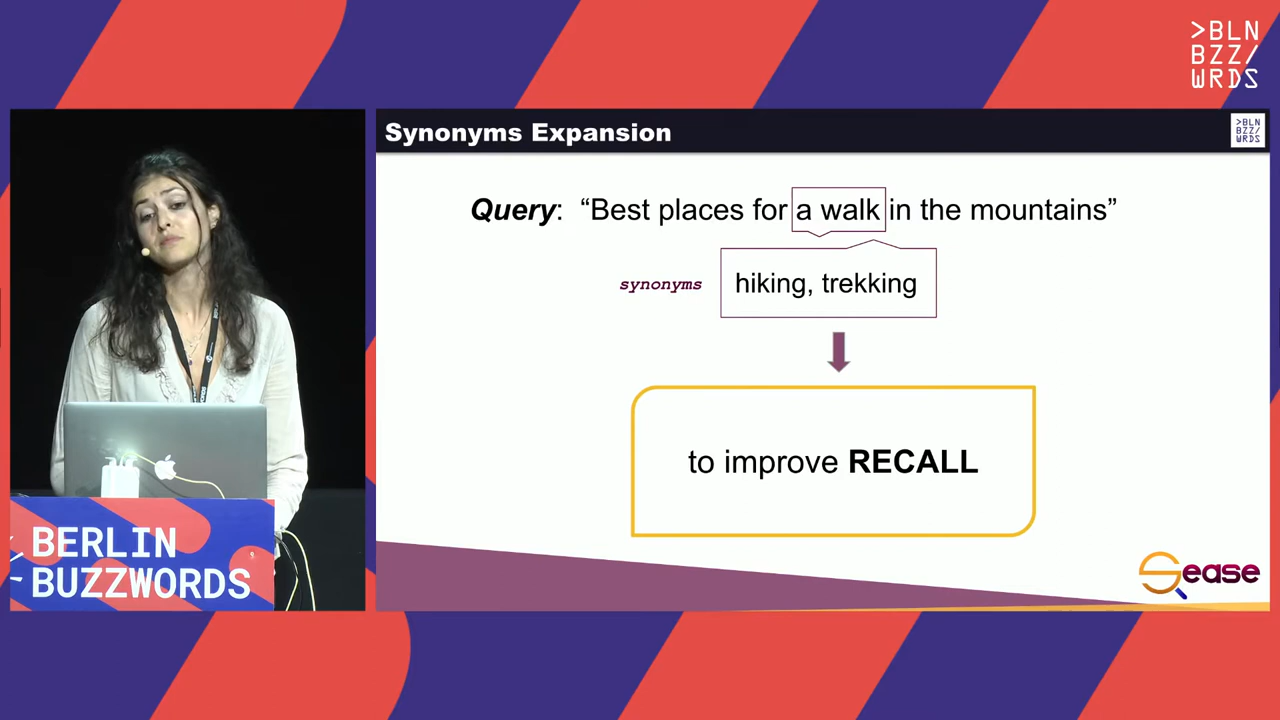 >BLN
BZZ/
WRDS
Synonyms Expansion
>BLN
BZZ/
WRDS
Query: “Best places for a walk in the mountains”
synonyms
hiking, trekking
to improve RECALL
BERLIN
BUZZWORDS
Sease